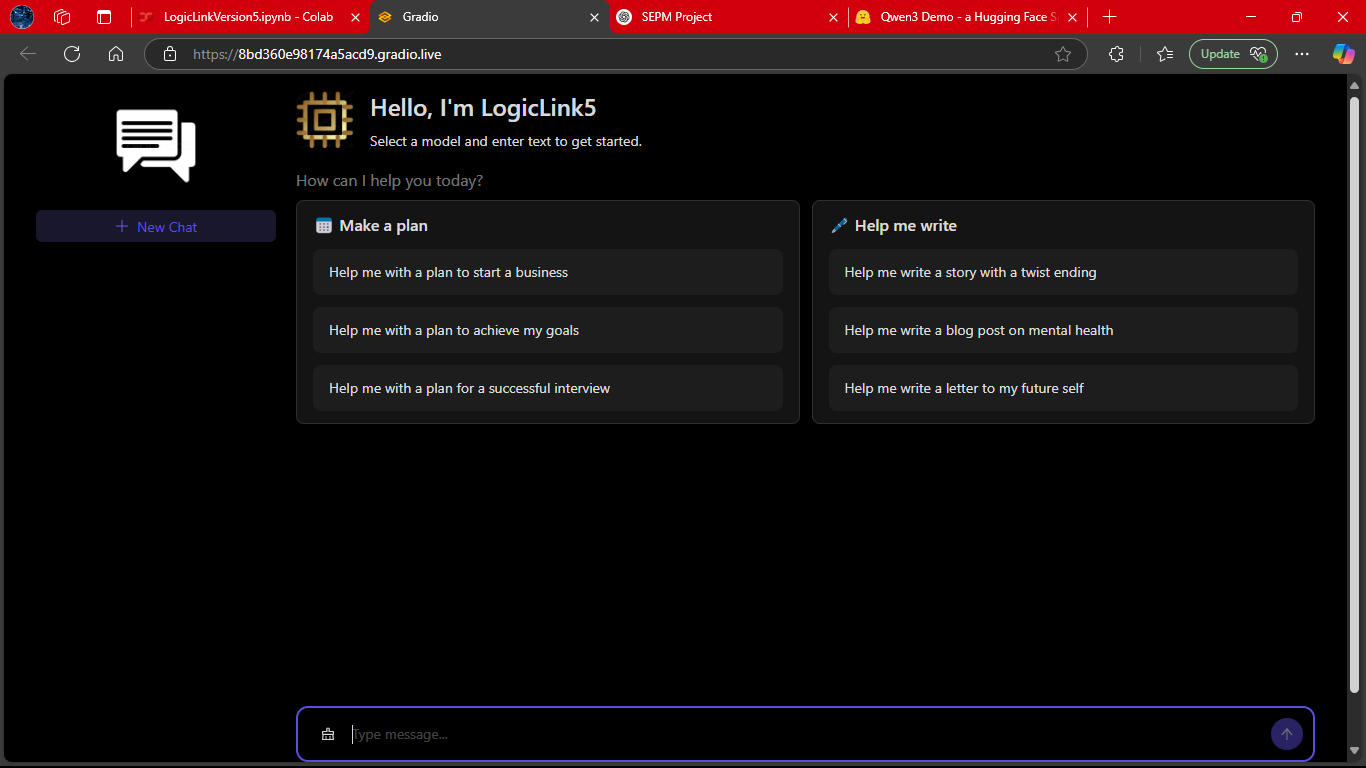 LogicLinkVersion5.ipynb - Colab
Gradio
SEPM Project
Qwen3 Demo - a Hugging Face S
https://8bd360e98174a5acd9.gradio.live
Update
Hello, I'm LogicLink5
Select a model and enter text to get started.
New Chat
How can I help you today?
Make a plan
Help me with a plan to start a business
Help me with a plan to achieve my goals
Help me with a plan for a successful interview
Help me write
Help me write a story with a twist ending
Help me write a blog post on mental health
Help me write a letter to my future self
Type message...